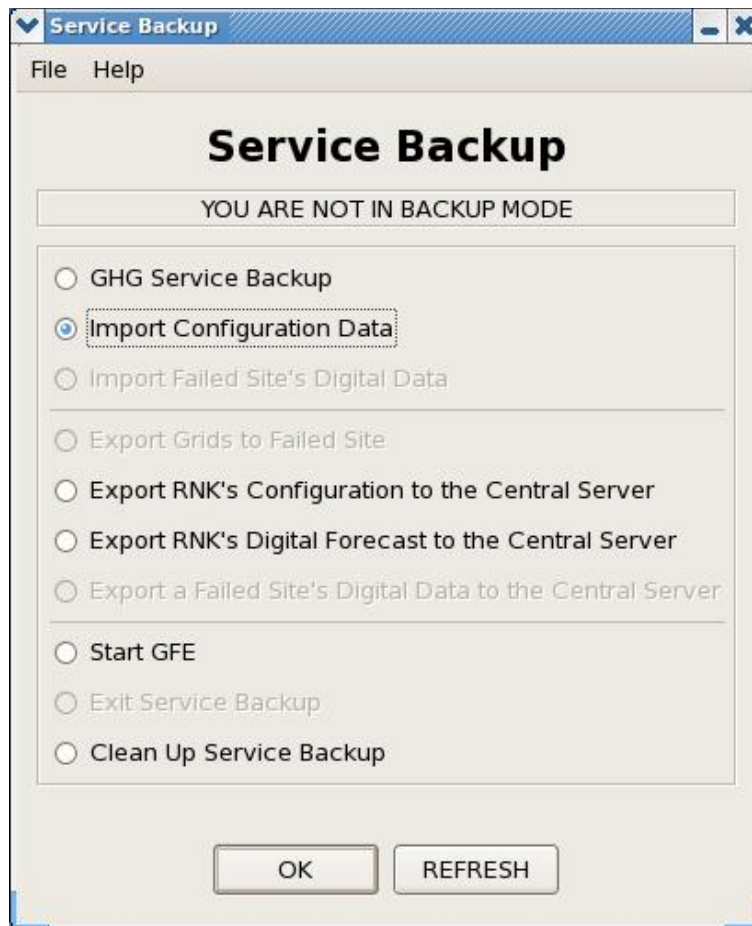 Service Backup
File Help
Service Backup
YOU ARE NOT IN BACKUP MODE
GHG Service Backup
Import Configuration Data
Import Failed Site's Digital Data
Export Grids to Failed Site
Export RNK's Configuration to the Central Server
Export RNK's Digital Forecast to the Central Server
Export a Failed Site's Digital Data to the Central Server
Start GFE
Exit Service Backup
Clean Up Service Backup
OK REFRESH